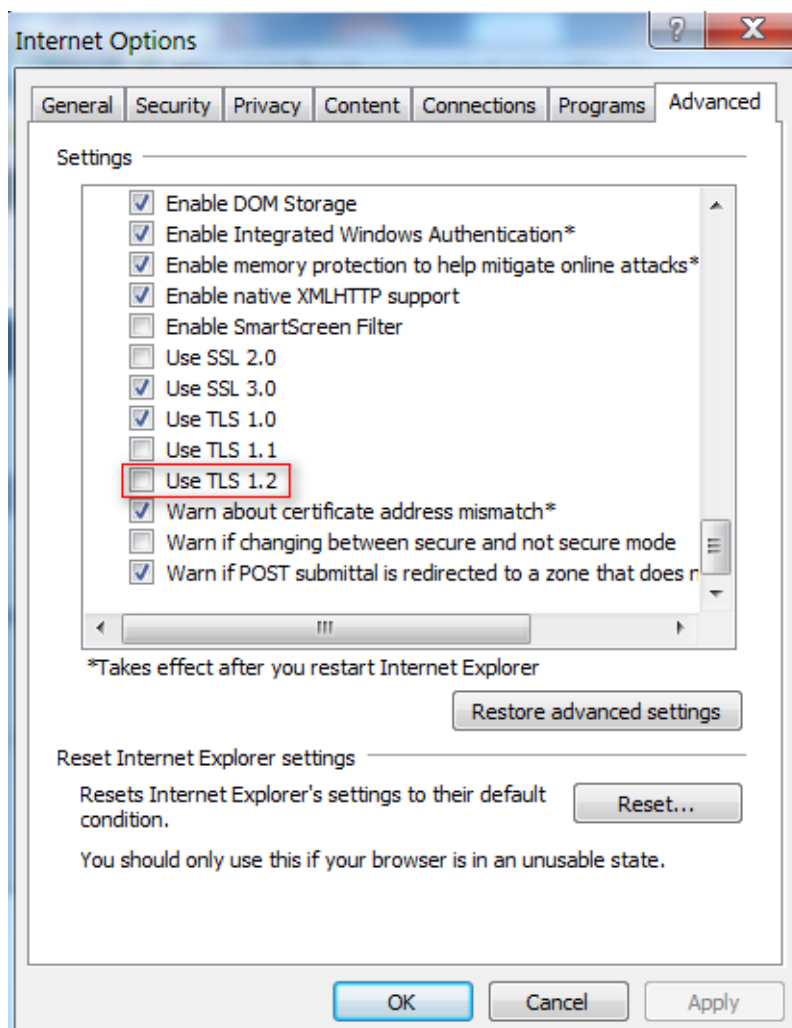 Internet Options
General Security Privacy Content Connections Programs Advanced
Settings
Enable DOM Storage
Enable Integrated Windows Authentication*
Enable memory protection to help mitigate online attacks*
Enable native XMLHTTP support
Enable SmartScreen Filter
Use SSL 2.0
Use SSL 3.0
Use TLS 1.0
Use TLS 1.1
Use TLS 1.2
Warn about certificate address mismatch*
Warn if changing between secure and not secure mode
Warn if POST submittal is redirected to a zone that does n
*Takes effect after you restart Internet Explorer
Restore advanced settings
Reset Internet Explorer settings
Resets Internet Explorer's settings to their default
condition.
Reset...
You should only use this if your browser is in an unusable state.
OK Cancel Apply